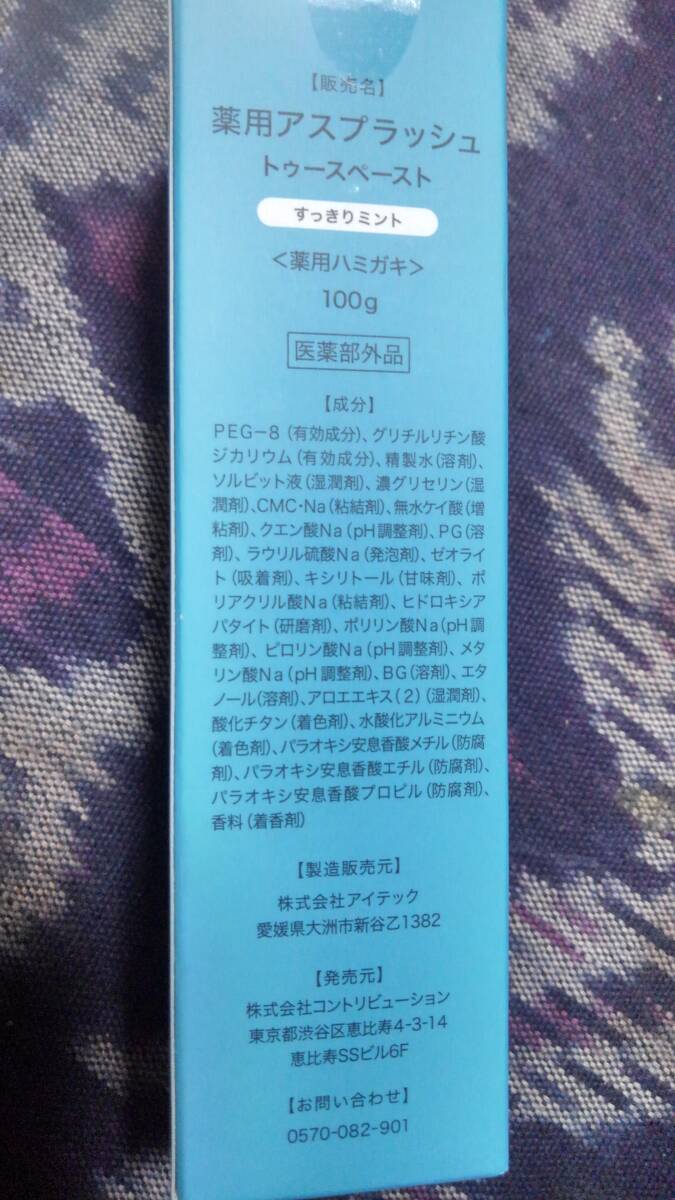 【販売名】
薬用アスプラッシュ
トゥースペースト
すっきりミント
＜薬用ハミガキ＞
100g
医薬部外品
【成分】
PEG－8（有効成分）、グリチルリチン酸
ジカリウム（有効成分）、精製水（溶剤）、
ソルビット液（湿潤剤）、濃グリセリン（湿
潤剤）、CMC・Na（粘結剤）、無水ケイ酸（増
粘剤）、クエン酸Na（pH調整剤）、PG（溶
剤）、ラウリル硫酸Na（発泡剤）、ゼオライ
ト（吸着剤）、キシリトール（甘味剤）、ポ
リアクリル酸Na（粘結剤）、ヒドロキシア
パタイト（研磨剤）、ポリリン酸Na（pH調
整剤）、ピロリン酸Na（pH調整剤）、メタ
リン酸Na（pH調整剤）、BG（溶剤）、エタ
ノール（溶剤）、アロエエキス（2）（湿潤剤）、
酸化チタン（着色剤）、水酸化アルミニウム
（着色剤）、パラオキシ安息香酸メチル（防腐
剤）、パラオキシ安息香酸エチル（防腐剤）、
パラオキシ安息香酸プロピル（防腐剤）、
香料（着香剤）
【製造販売元】
株式会社アイテック
愛媛県大洲市新谷乙1382
【発売元】
株式会社コントリビューション
東京都渋谷区恵比寿4-3-14
恵比寿SSビル6F
【お問い合わせ】
0570-082-901